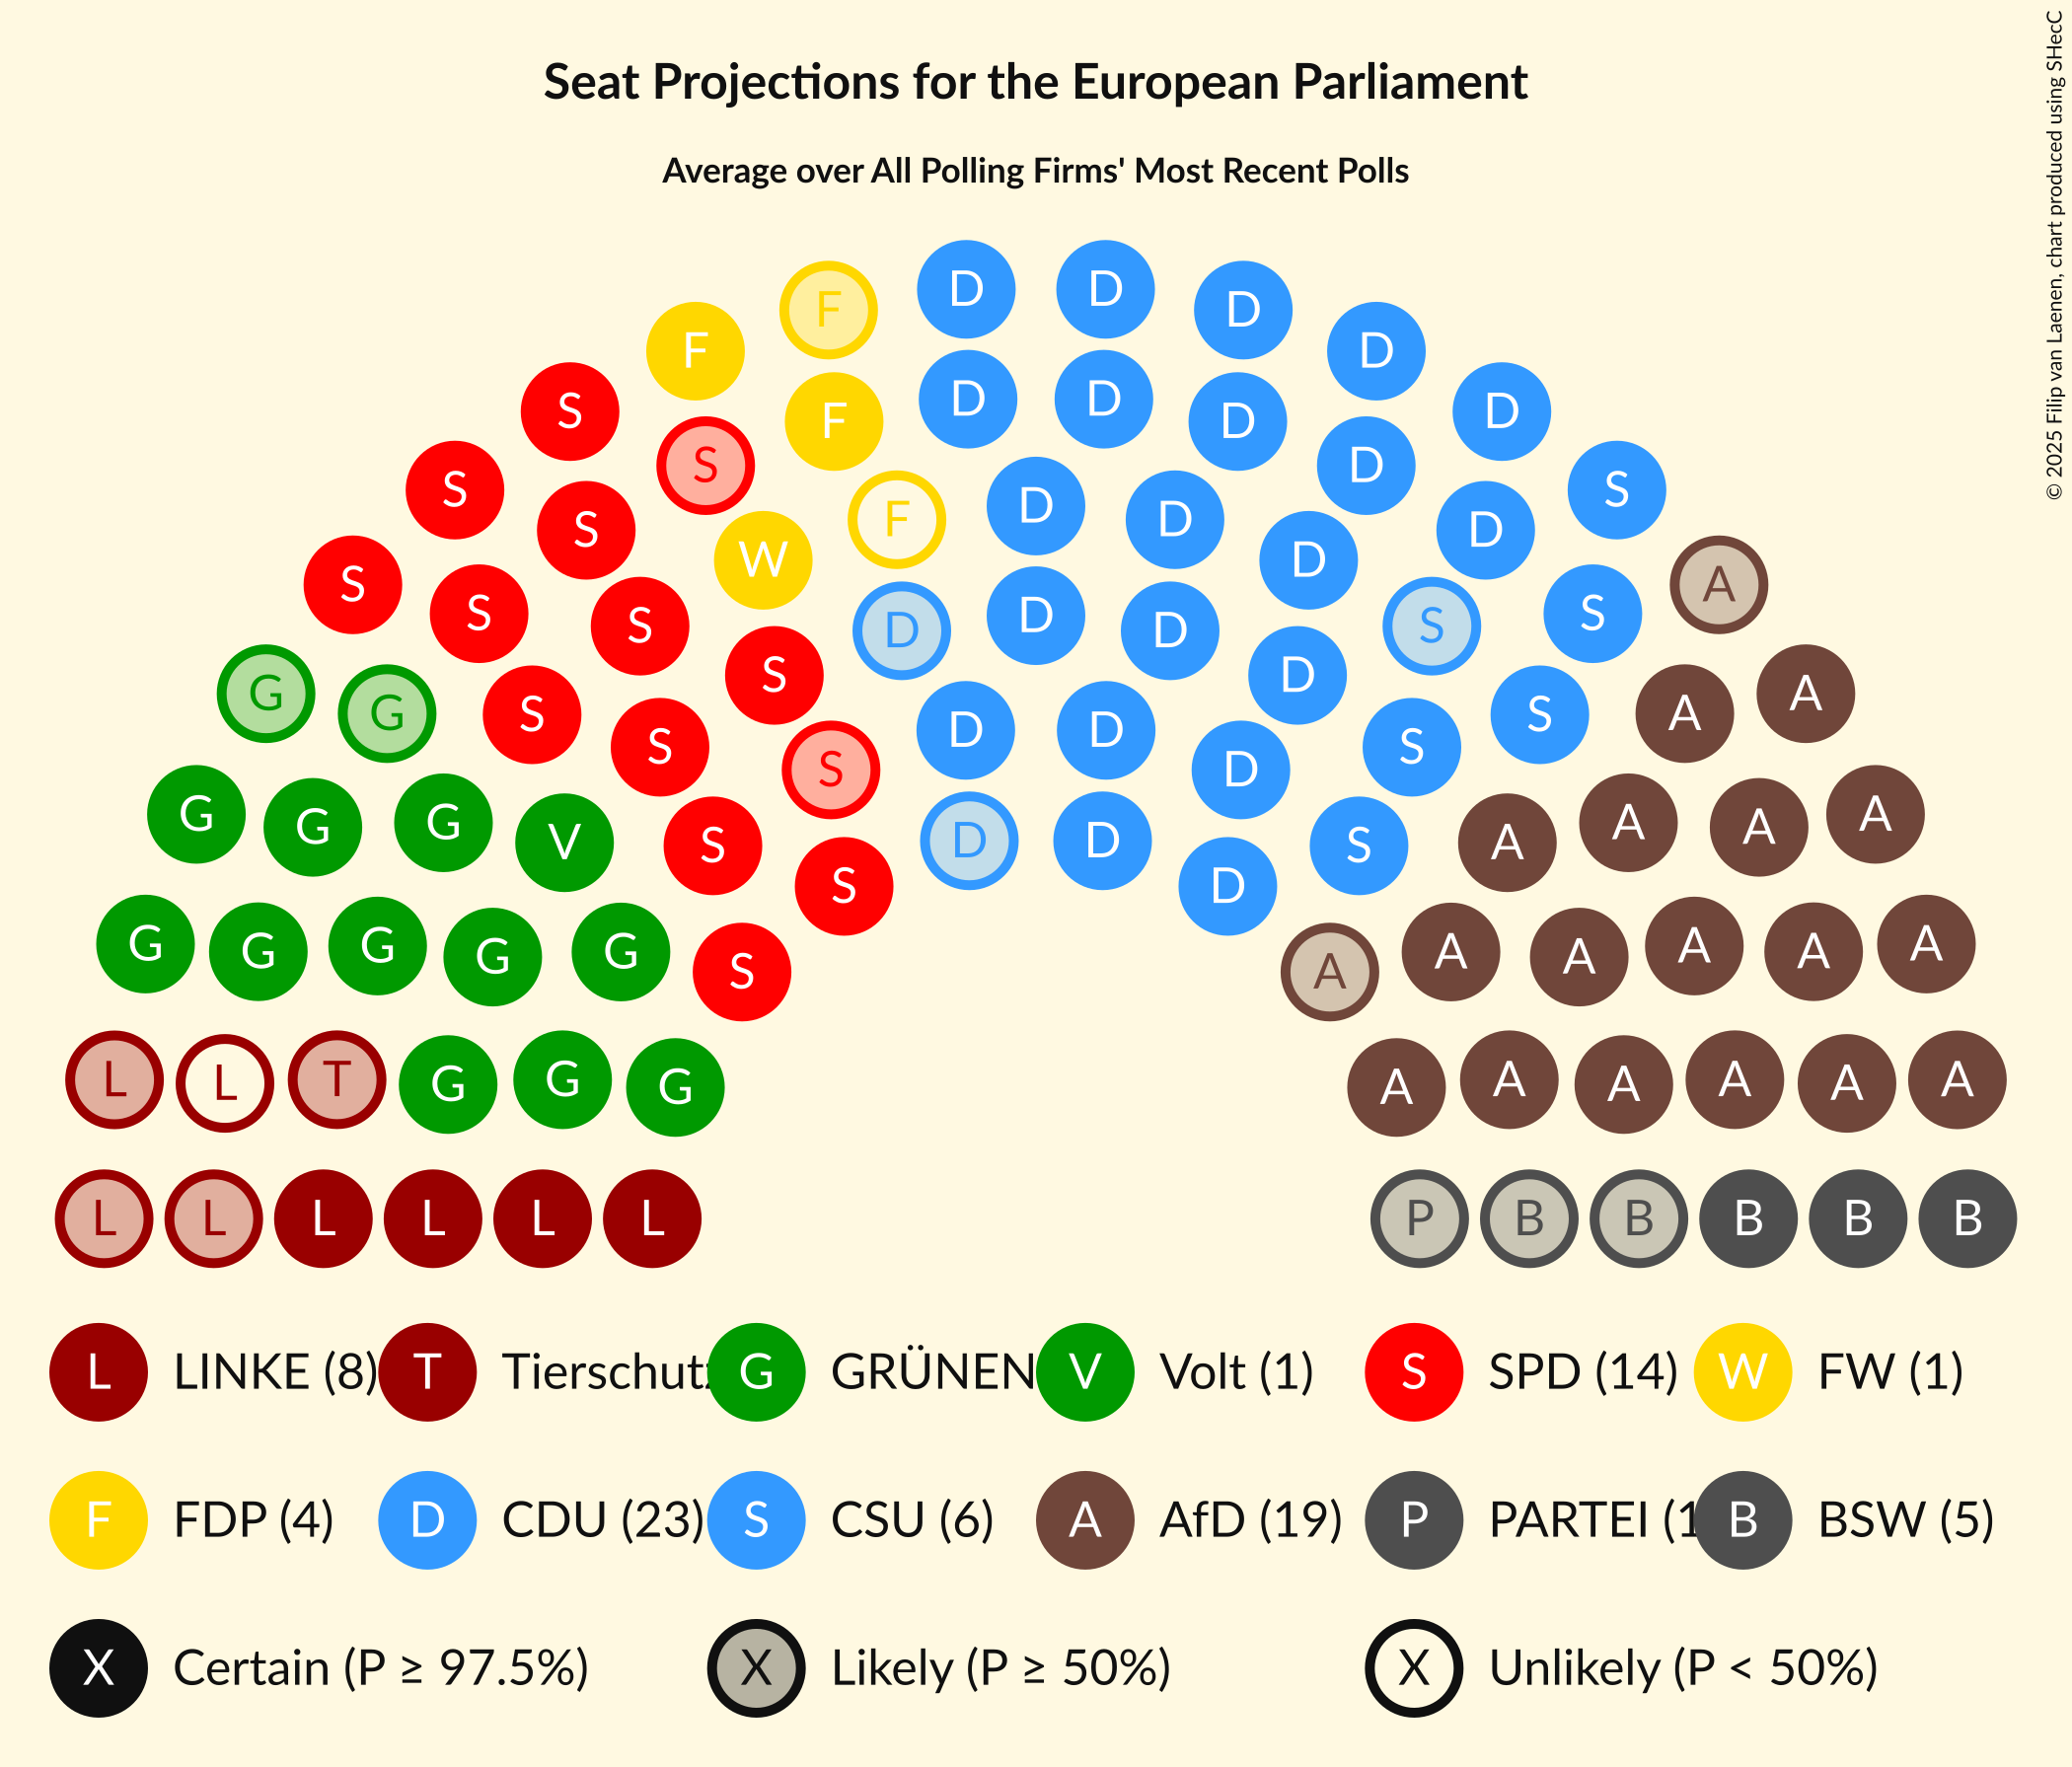 Seat Projections for the European Parliament
Average over All Polling Firms' Most Recent Polls
© 2025 Filip van Laenen, chart produced using SHecC
F D D D
F D
S F D D D D
S S D D S
S W F D D D
S S S D D D S S A
G G S S D S A A
S S D D D S
G G G V S D D S A A A A
S D
G G G G G S A A A A A A
L L T G G G A A A A A A
L L L L L L P B B B B B
L LINKE (8) T Tierschutz G GRÜNEN V Volt (1) S SPD (14) W FW (1)
F FDP (4) D CDU (23) S CSU (6) A AfD (19) P PARTEI (1 B BSW (5)
X Certain (P ≥ 97.5%) X Likely (P ≥ 50%) X Unlikely (P < 50%)